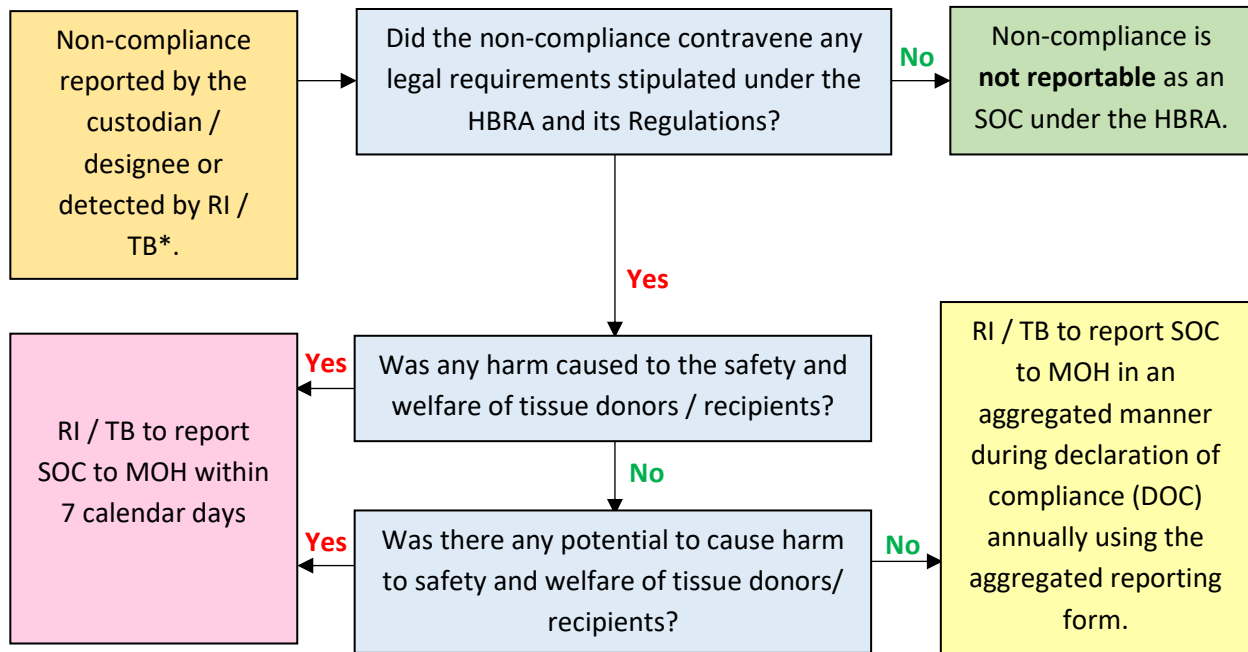 Non-compliance
reported by the
custodian /
designee or
detected by RI /
TB*.
Did the non-compliance contravene any
legal requirements stipulated under the
HBRA and its Regulations?
No
Non-compliance is
not reportable as an
SOC under the HBRA.
Yes
Was any harm caused to the safety and
welfare of tissue donors / recipients?
Yes
RI / TB to report
SOC to MOH within
7 calendar days
No
Was there any potential to cause harm
to safety and welfare of tissue donors/
recipients?
Yes
No
RI / TB to report SOC
to MOH in an
aggregated manner
during declaration of
compliance (DOC)
annually using the
aggregated reporting
form.